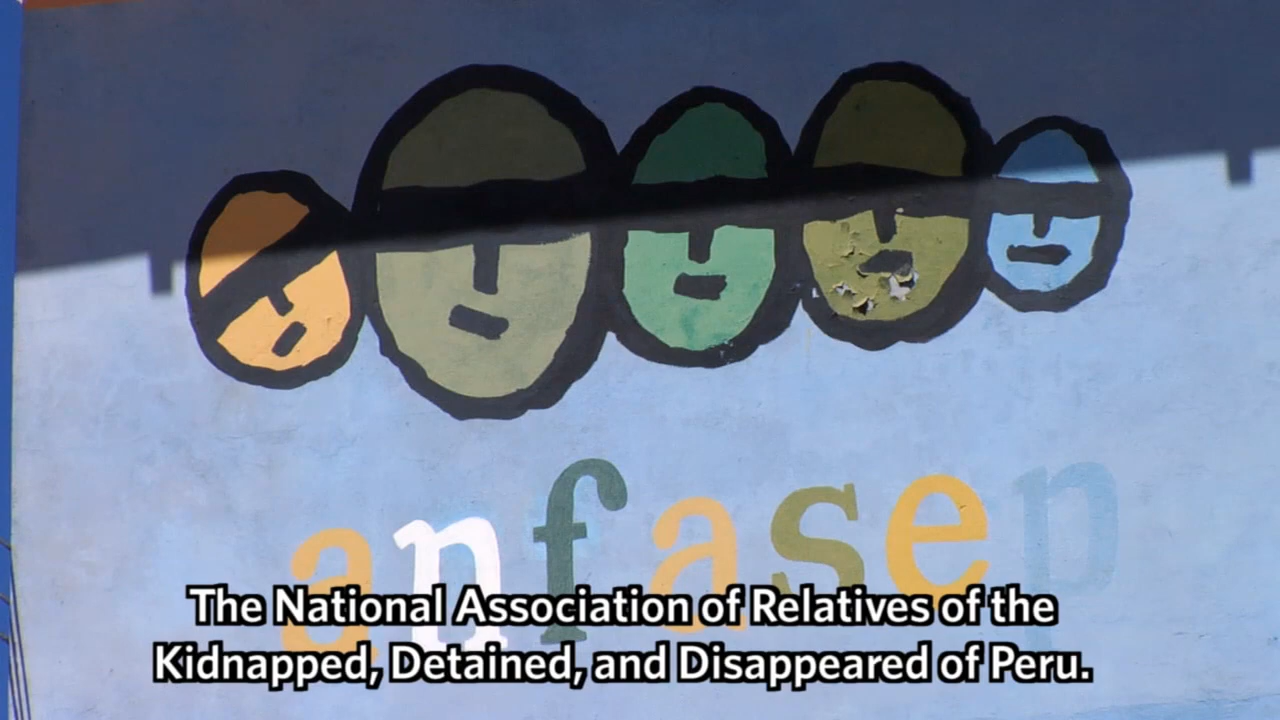 anfasep
The National Association of Relatives of the
Kidnapped, Detained, and Disappeared of Peru.